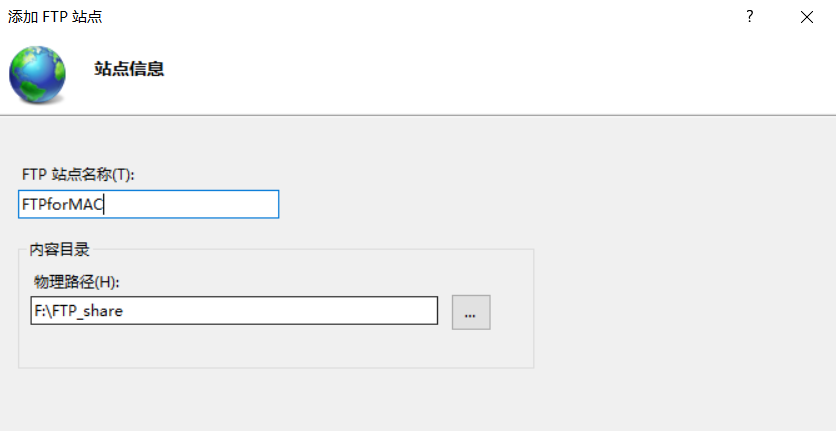 添加 FTP 站点
?
站点信息
FTP 站点名称(T):
FTPforMAC
内容目录
物理路径(H):
F:\FTP_share
...